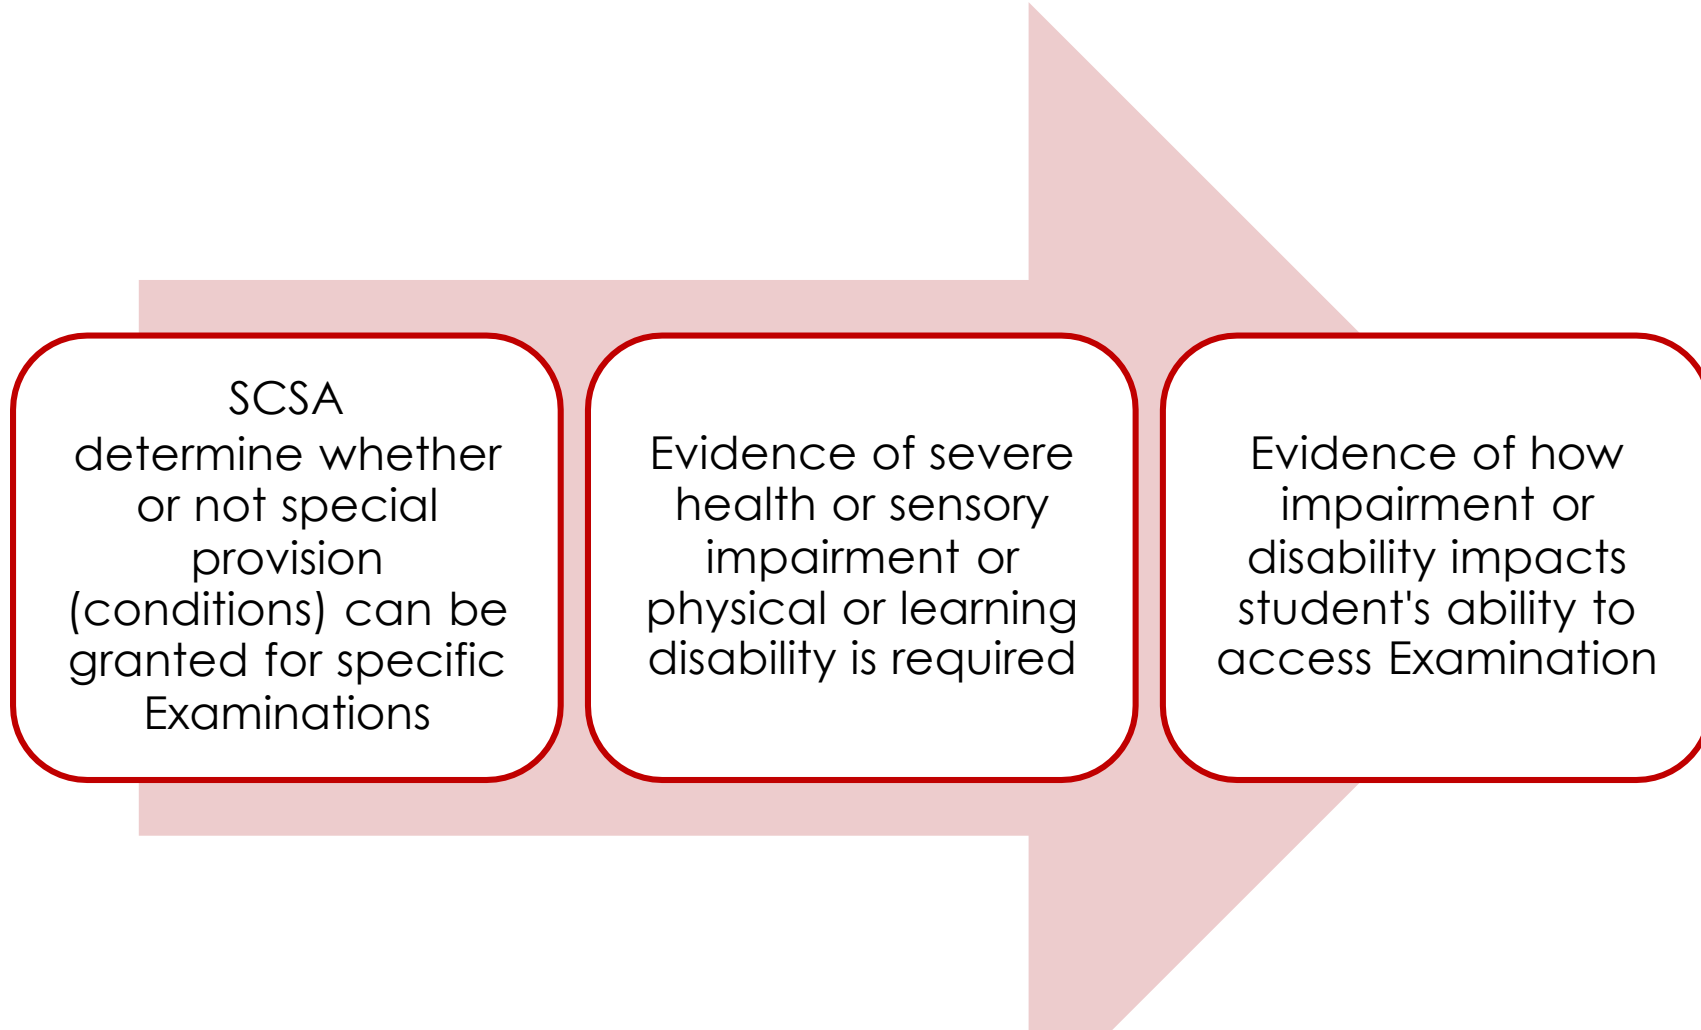 SCSA
determine whether
or not special
provision
(conditions) can be
granted for specific
Examinations
Evidence of severe
health or sensory
impairment or
physical or learning
disability is required
Evidence of how
impairment or
disability impacts
student's ability to
access Examination